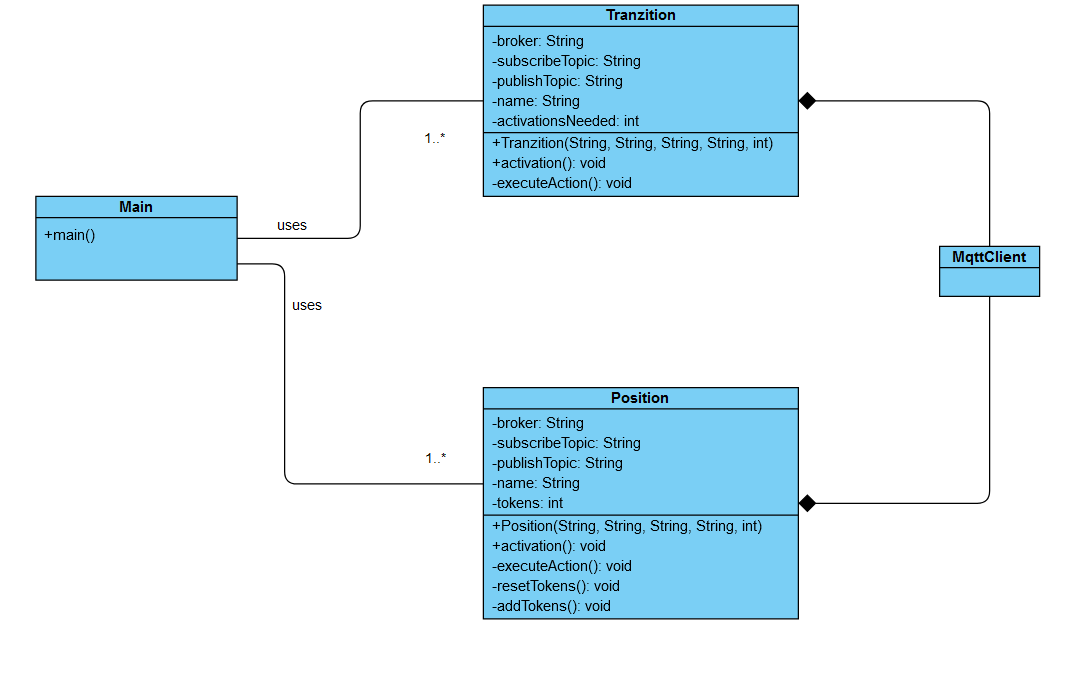 Tranzition
-broker: String
-subscribeTopic: String
-publishTopic: String
-name: String
-activationsNeeded: int
+Tranzition(String, String, String, String, int)
+activation(): void
-executeAction(): void
1..*
Main
+main()
uses
uses
MqttClient
1..*
Position
-broker: String
-subscribeTopic: String
-publishTopic: String
-name: String
-tokens: int
+Position(String, String, String, String, int)
+activation(): void
-executeAction(): void
-resetTokens(): void
-addTokens(): void